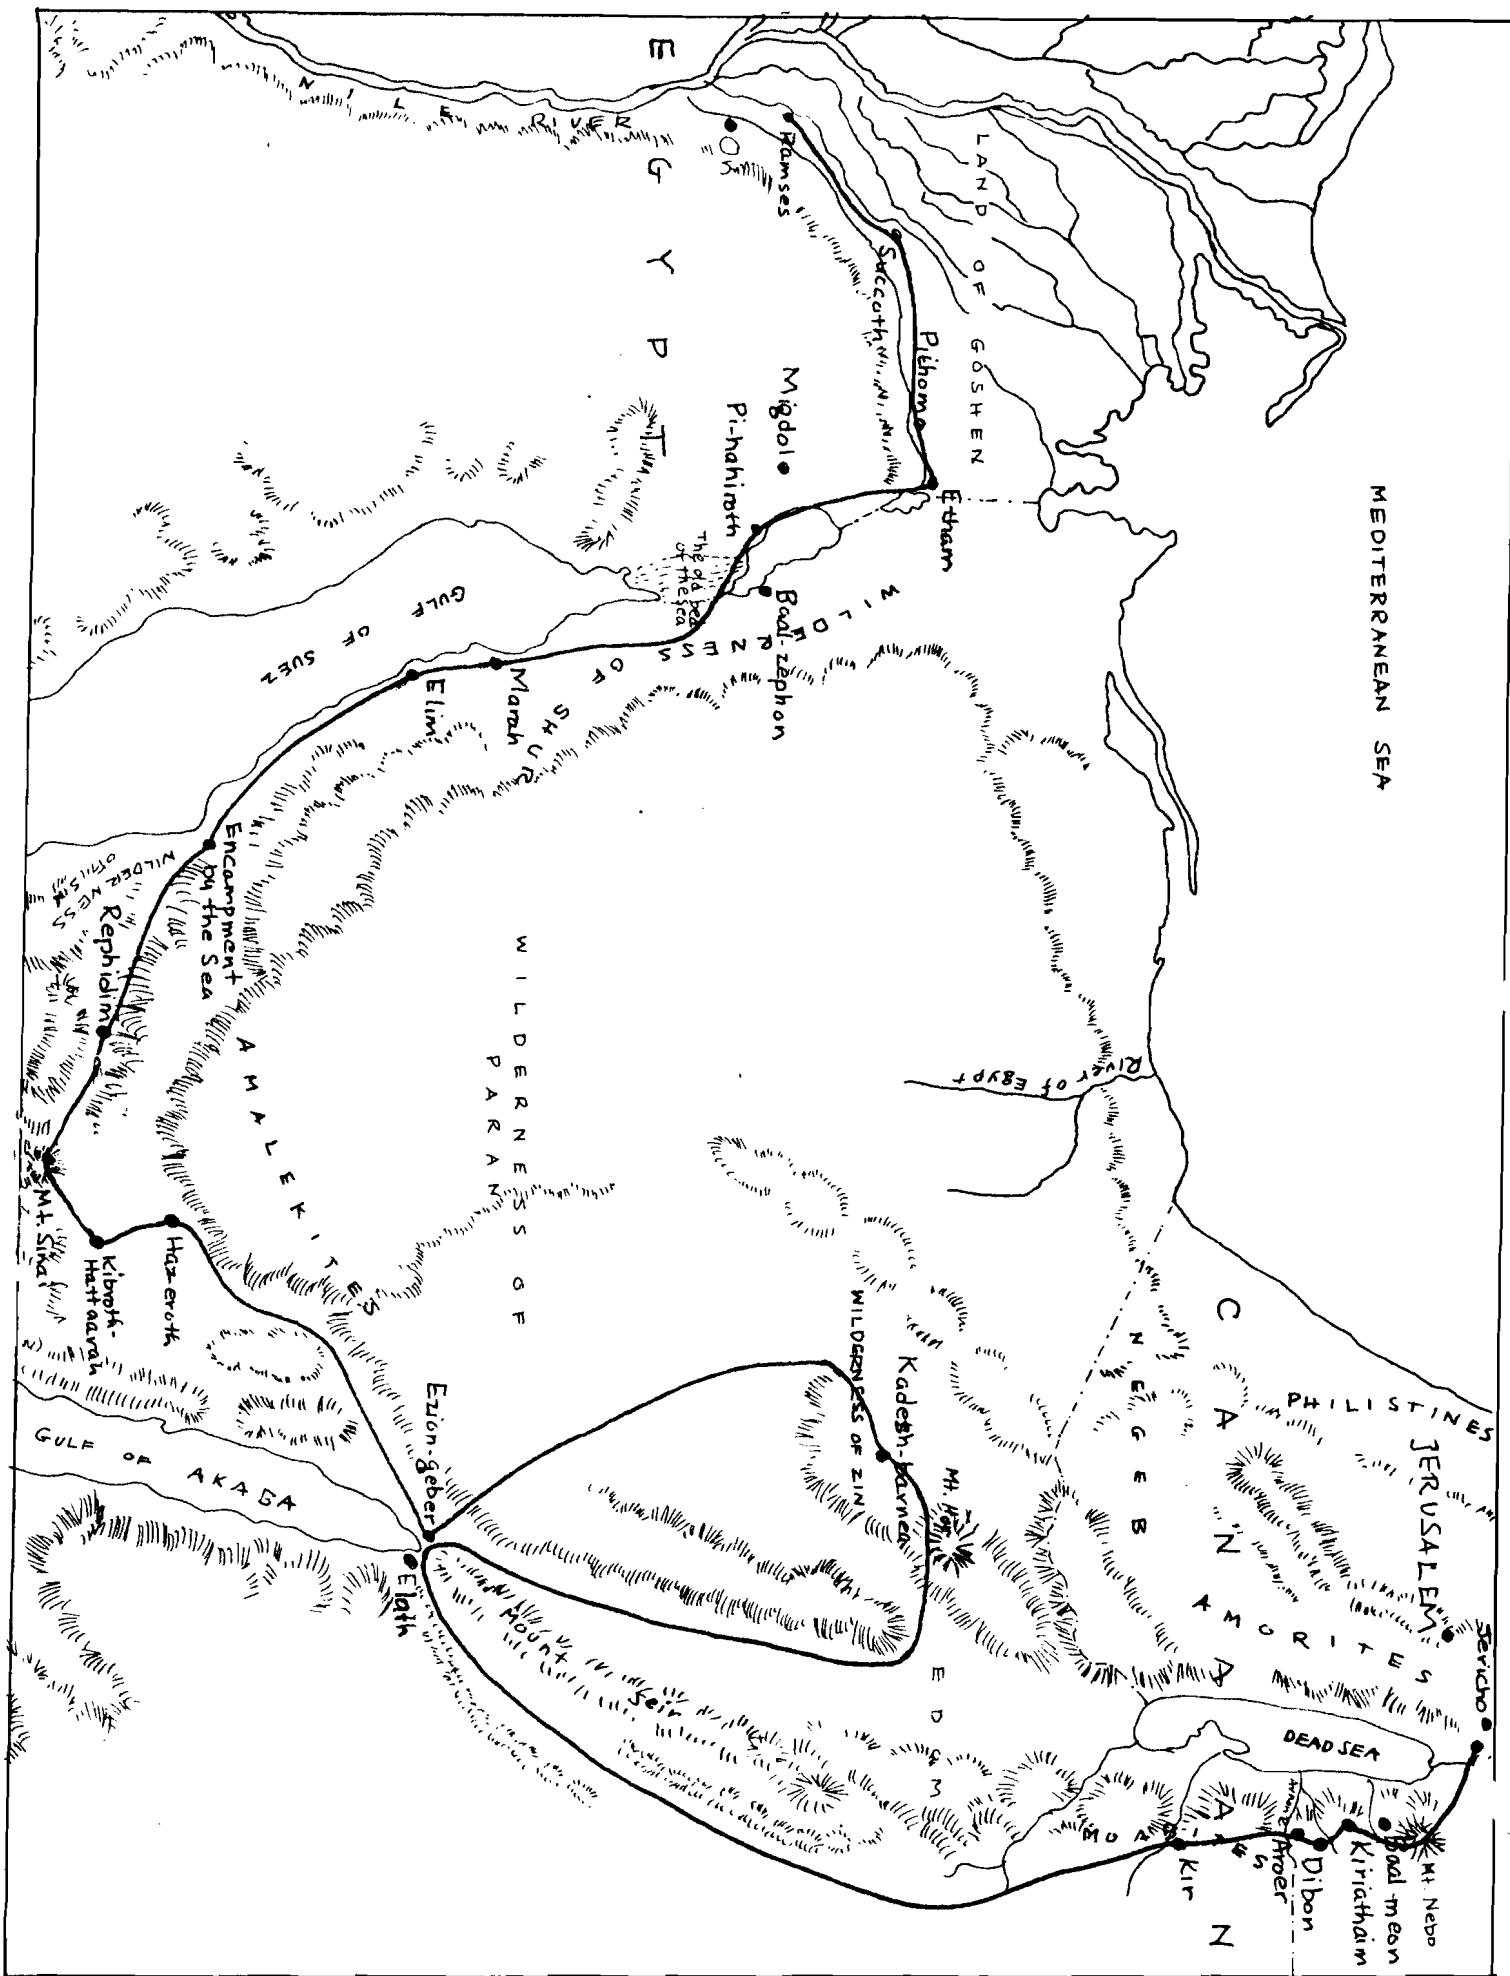 MEDITERRANEAN SEA
LAND OF GOSHEN
EGYPT
NILE RIVER
On
Ramses
Succoth
Pithom
Etham
Migdol
Pi-hahiroth
Baal-zephon
The old bed
of the sea
WILDERNESS OF SHUR
GULF OF SUEZ
Marah
Elim
Encampment
by the Sea
WILDERNESS
OF SIN
Rephidim
Mt. Sinai
Kibroth-
Hattaarah
Hazeroth
AMALEKITES
WILDERNESS OF
PARAN
River of Egypt
GULF OF AKABA
Ezion-geber
Elath
WILDERNESS OF ZIN
Kadesh-barnea
Mt. Hor
Mount Seir
EDOM
NEGEB
CANAAN
PHILISTINES
JERUSALEM
AMORITES
Jericho
DEAD SEA
Mt. Nebo
Baal-meon
Kiriathaim
Dibon
Aroer
Kir